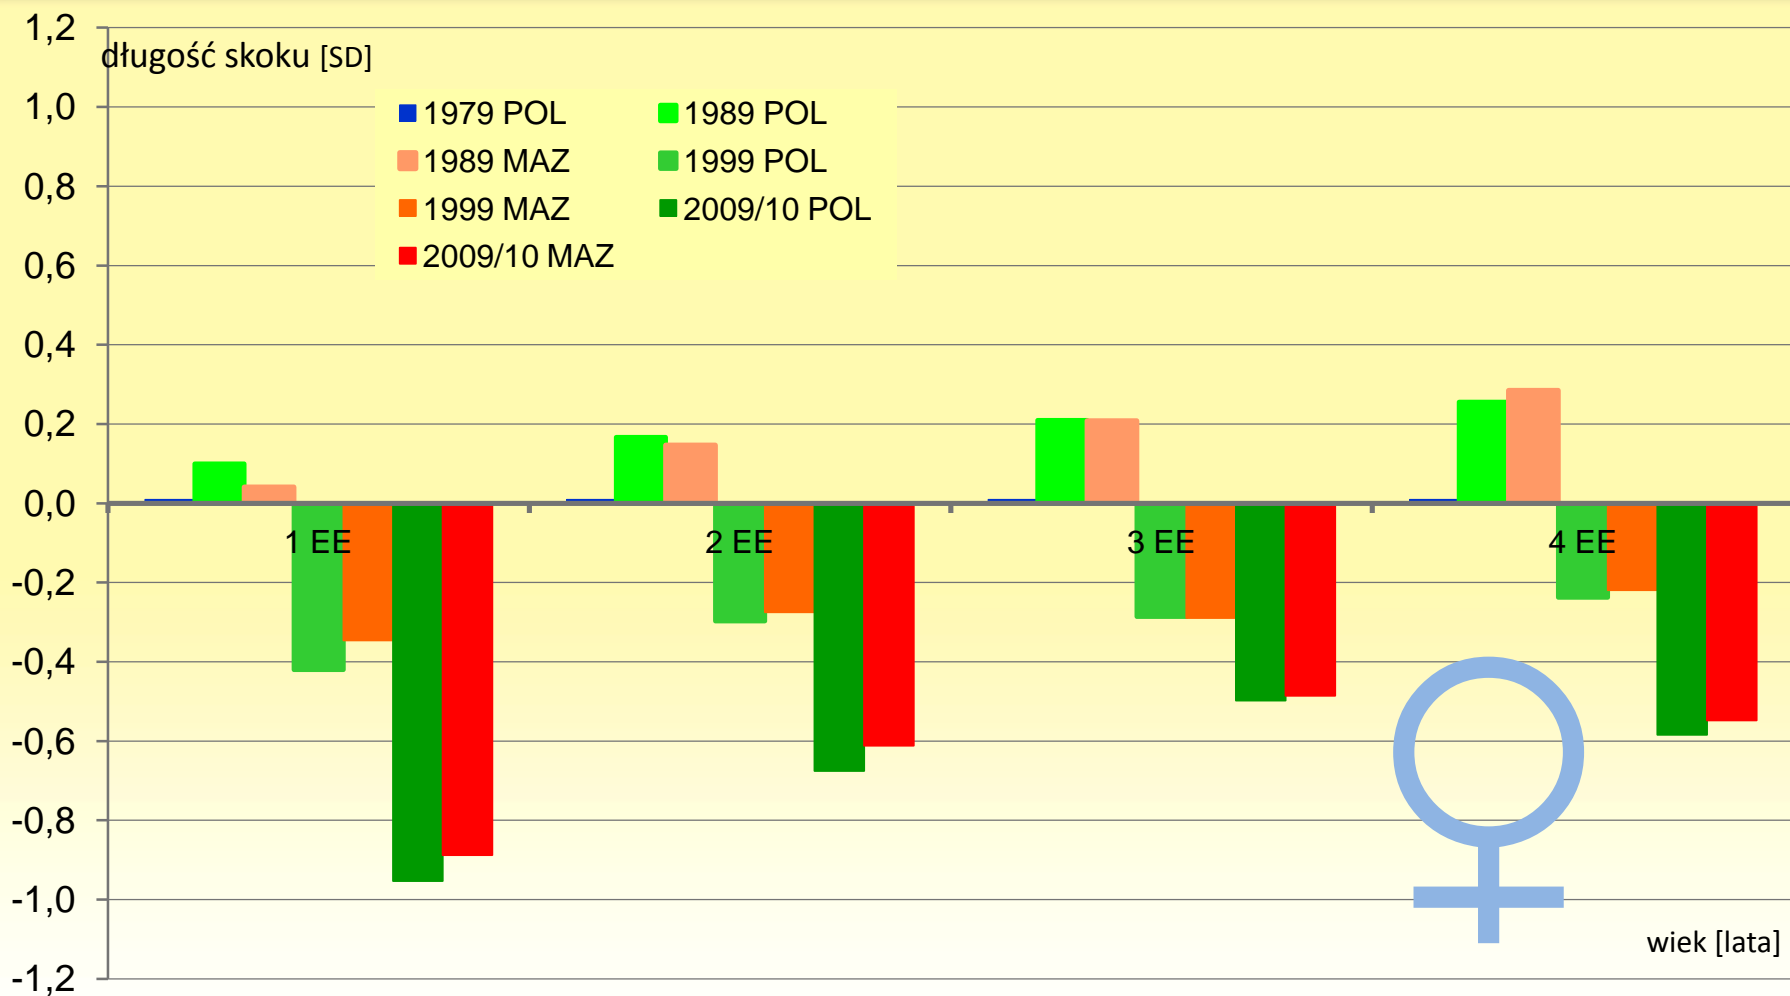 długość skoku [SD]
1979 POL
1989 POL
1989 MAZ
1999 POL
1999 MAZ
2009/10 POL
2009/10 MAZ
1,2
1,0
0,8
0,6
0,4
0,2
0,0
-0,2
-0,4
-0,6
-0,8
-1,0
-1,2
1 EE
2 EE
3 EE
4 EE
wiek [lata]